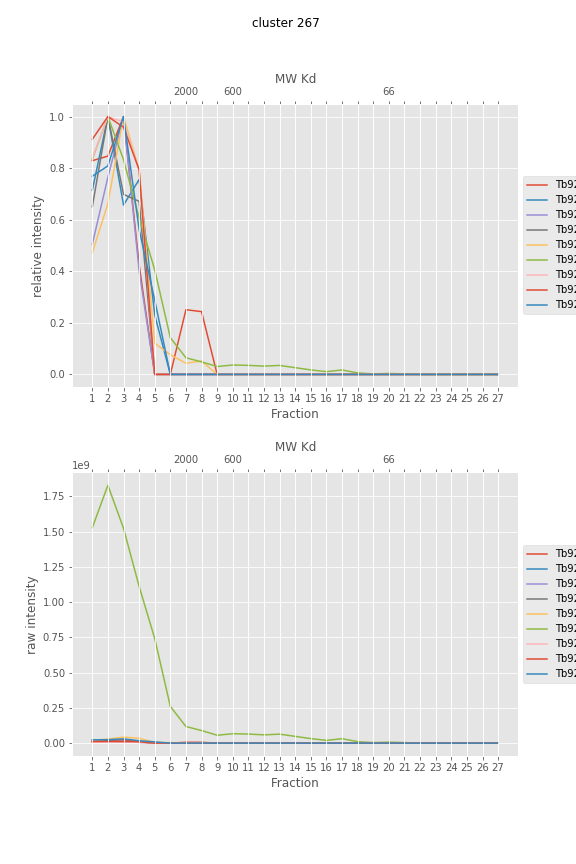 cluster 267
MW Kd
2000 600 66
1.0
0.8
0.6
0.4
0.2
0.0
relative intensity
1 2 3 4 5 6 7 8 9 10 11 12 13 14 15 16 17 18 19 20 21 22 23 24 25 26 27
Fraction
Tb92
Tb92
Tb92
Tb92
Tb92
Tb92
Tb92
Tb92
Tb92
MW Kd
2000 600 66
1e9
1.75
1.50
1.25
1.00
0.75
0.50
0.25
0.00
raw intensity
1 2 3 4 5 6 7 8 9 10 11 12 13 14 15 16 17 18 19 20 21 22 23 24 25 26 27
Fraction
Tb92
Tb92
Tb92
Tb92
Tb92
Tb92
Tb92
Tb92
Tb92